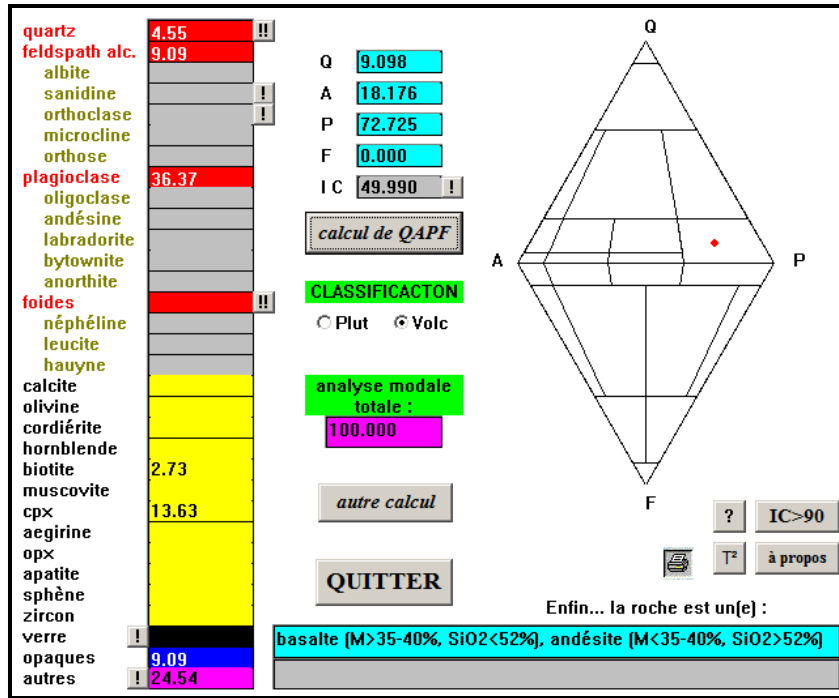 quartz 4.55 !!
feldspath alc. 9.09
albite
sanidine !
orthoclase !
microcline
orthose
plagioclase 36.37
oligoclase
andésine
labradorite
bytownite
anorthite
foides !!
néphéline
leucite
hauyne
calcite
olivine
cordiérite
hornblende
biotite 2.73
muscovite
cpx 13.63
aegirine
opx
apatite
sphène
zircon
verre !
opaques 9.09
autres ! 24.54
Q 9.098
A 18.176
P 72.725
F 0.000
I C 49.990 !
calcul de QAPF
CLASSIFICACTON
Plut Volc
analyse modale
totale :
100.000
autre calcul
QUITTER
Q
A P
F
? IC>90
T² à propos
Enfin... la roche est un(e) :
basalte (M>35-40%, SiO2<52%), andésite (M<35-40%, SiO2>52%)